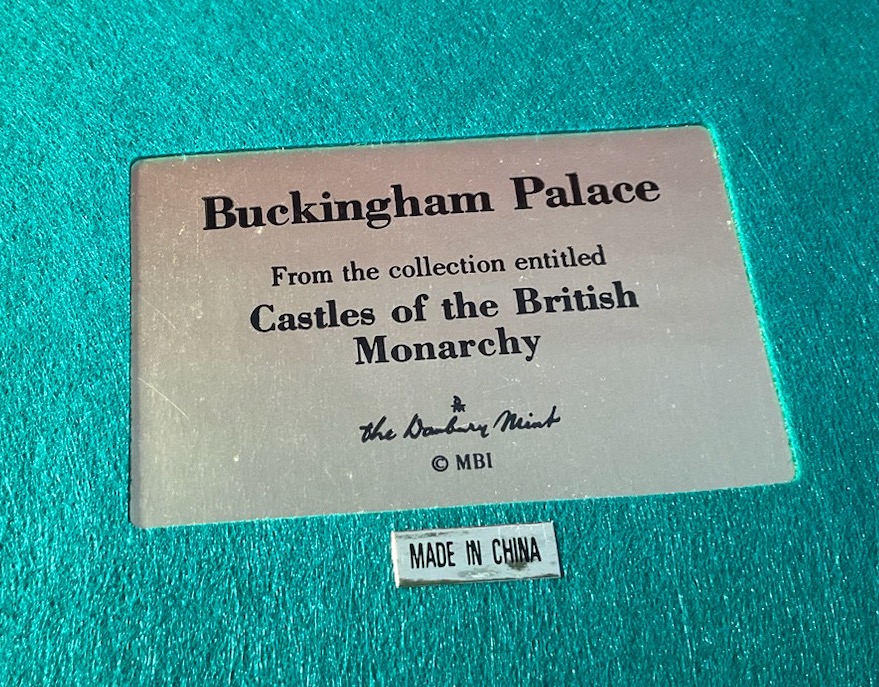 Buckingham Palace
From the collection entitled
Castles of the British
Monarchy
the Danbury Mint
© MBI
MADE IN CHINA